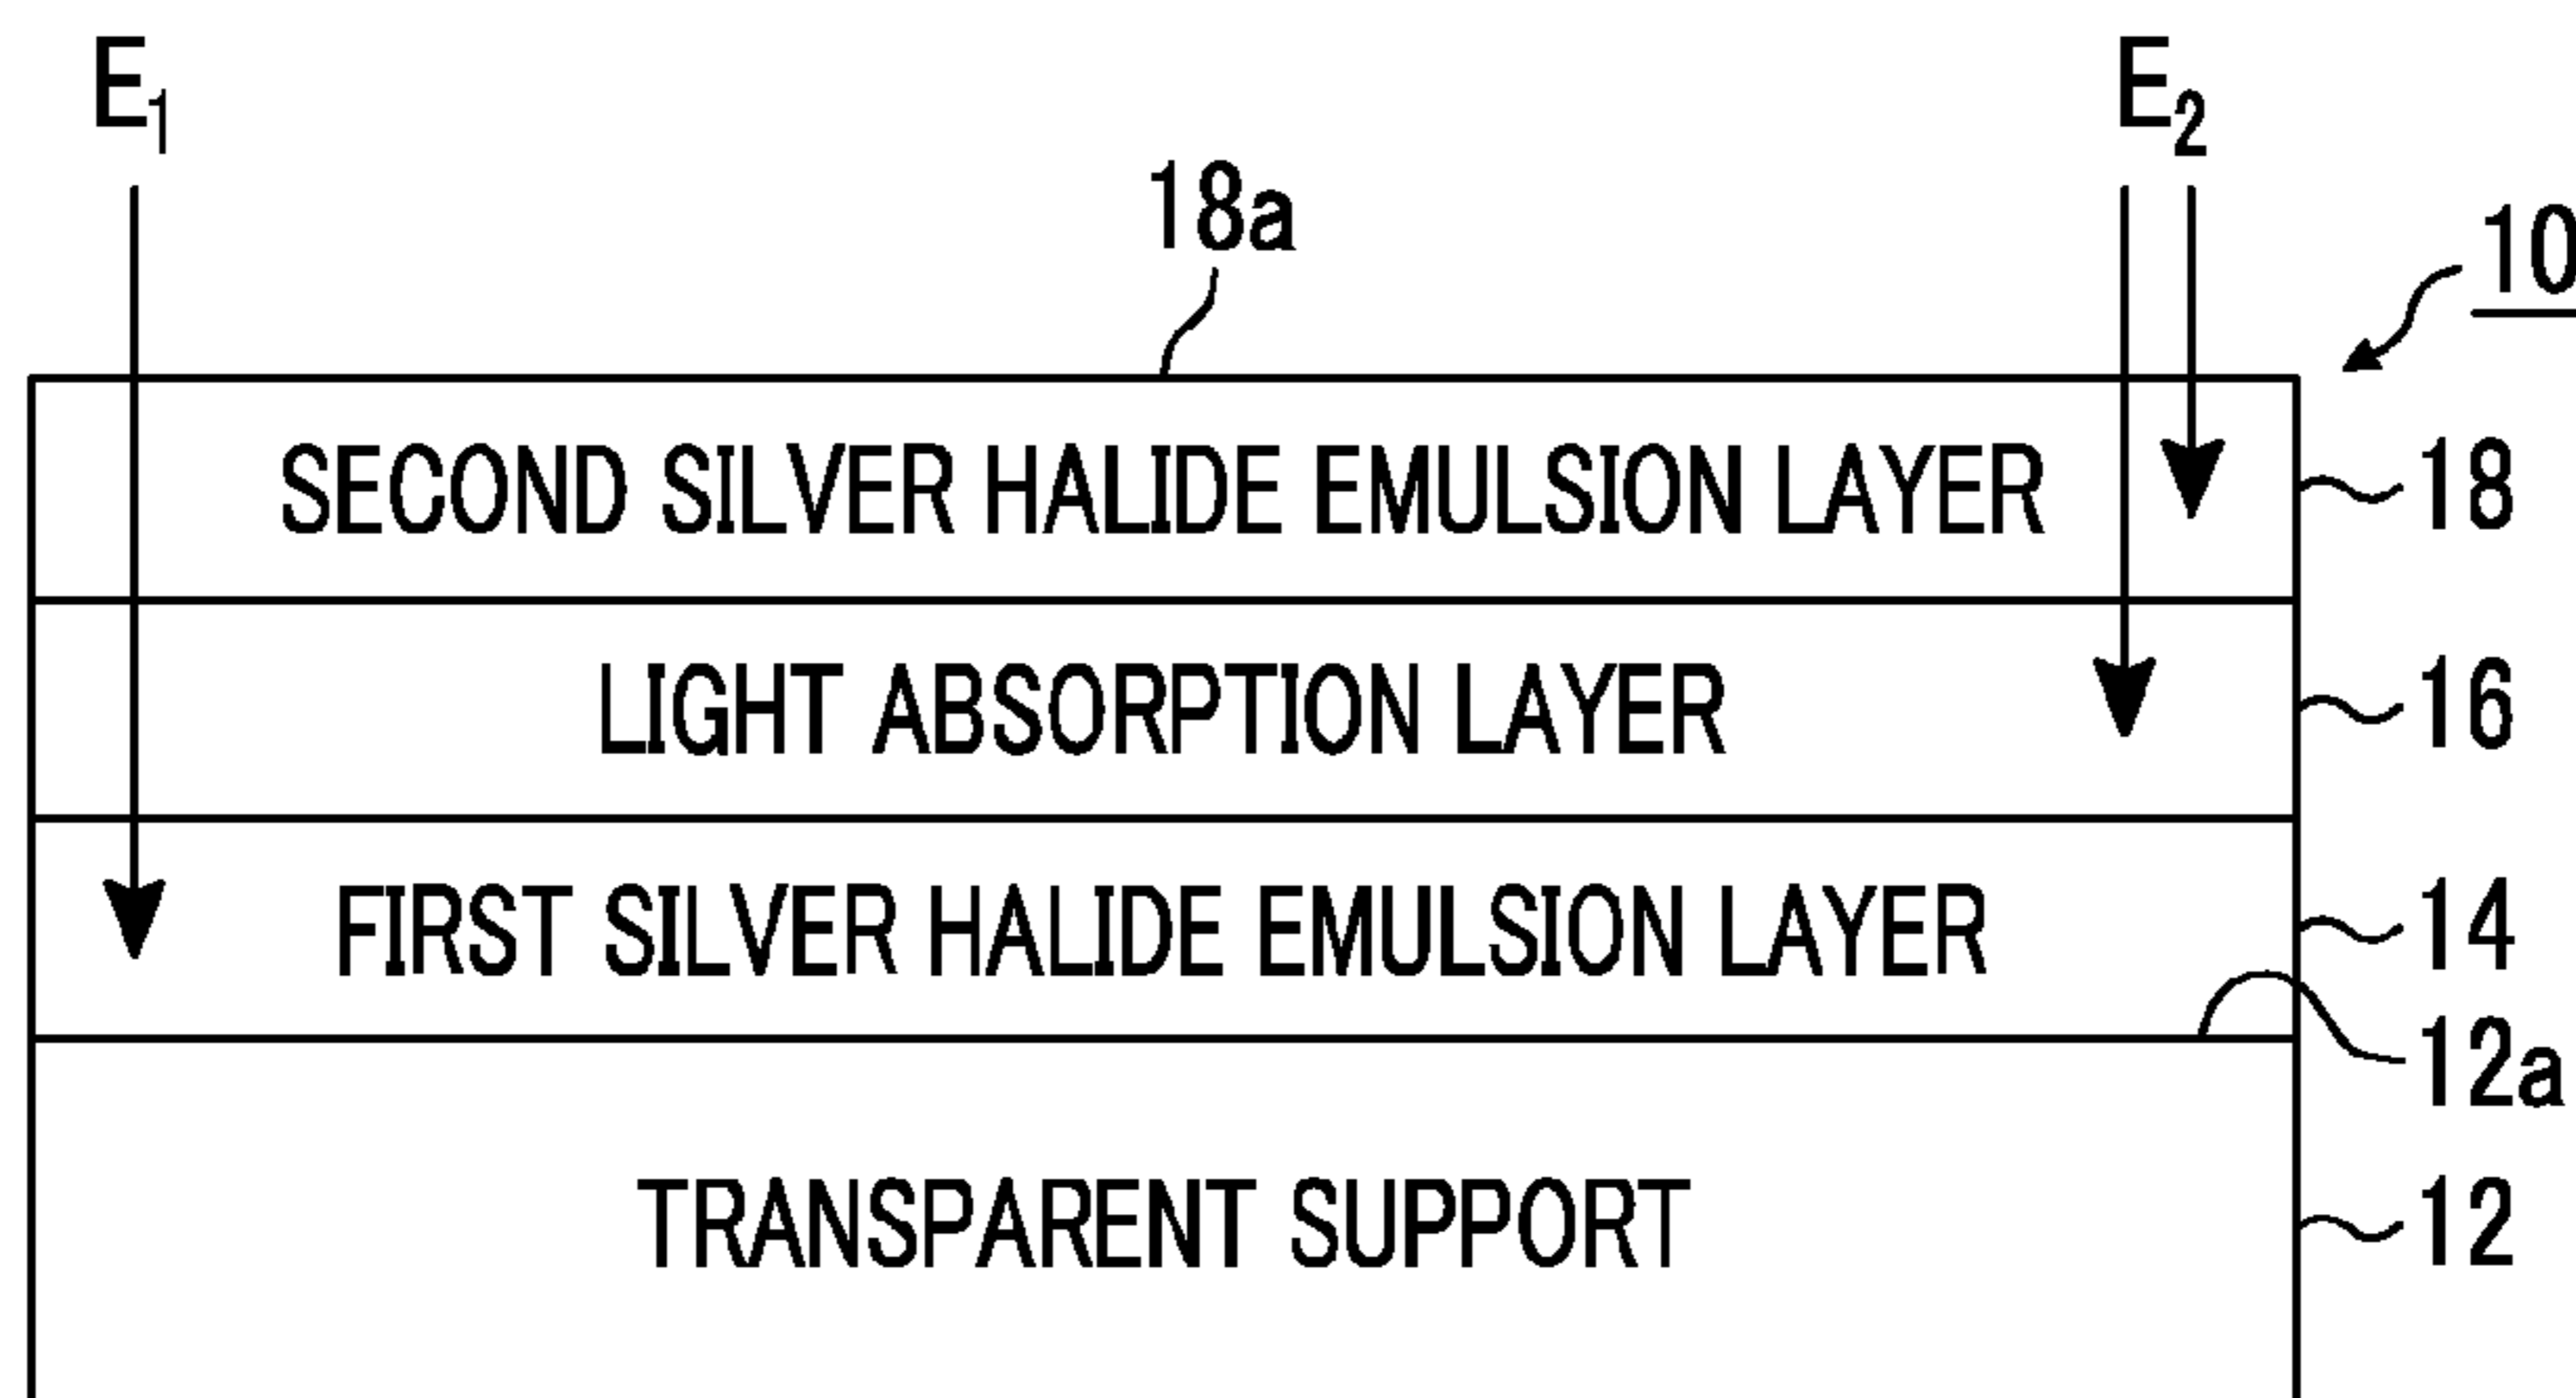 E₁
E₂
18a
10
SECOND SILVER HALIDE EMULSION LAYER
18
LIGHT ABSORPTION LAYER
16
FIRST SILVER HALIDE EMULSION LAYER
14
12a
TRANSPARENT SUPPORT
12